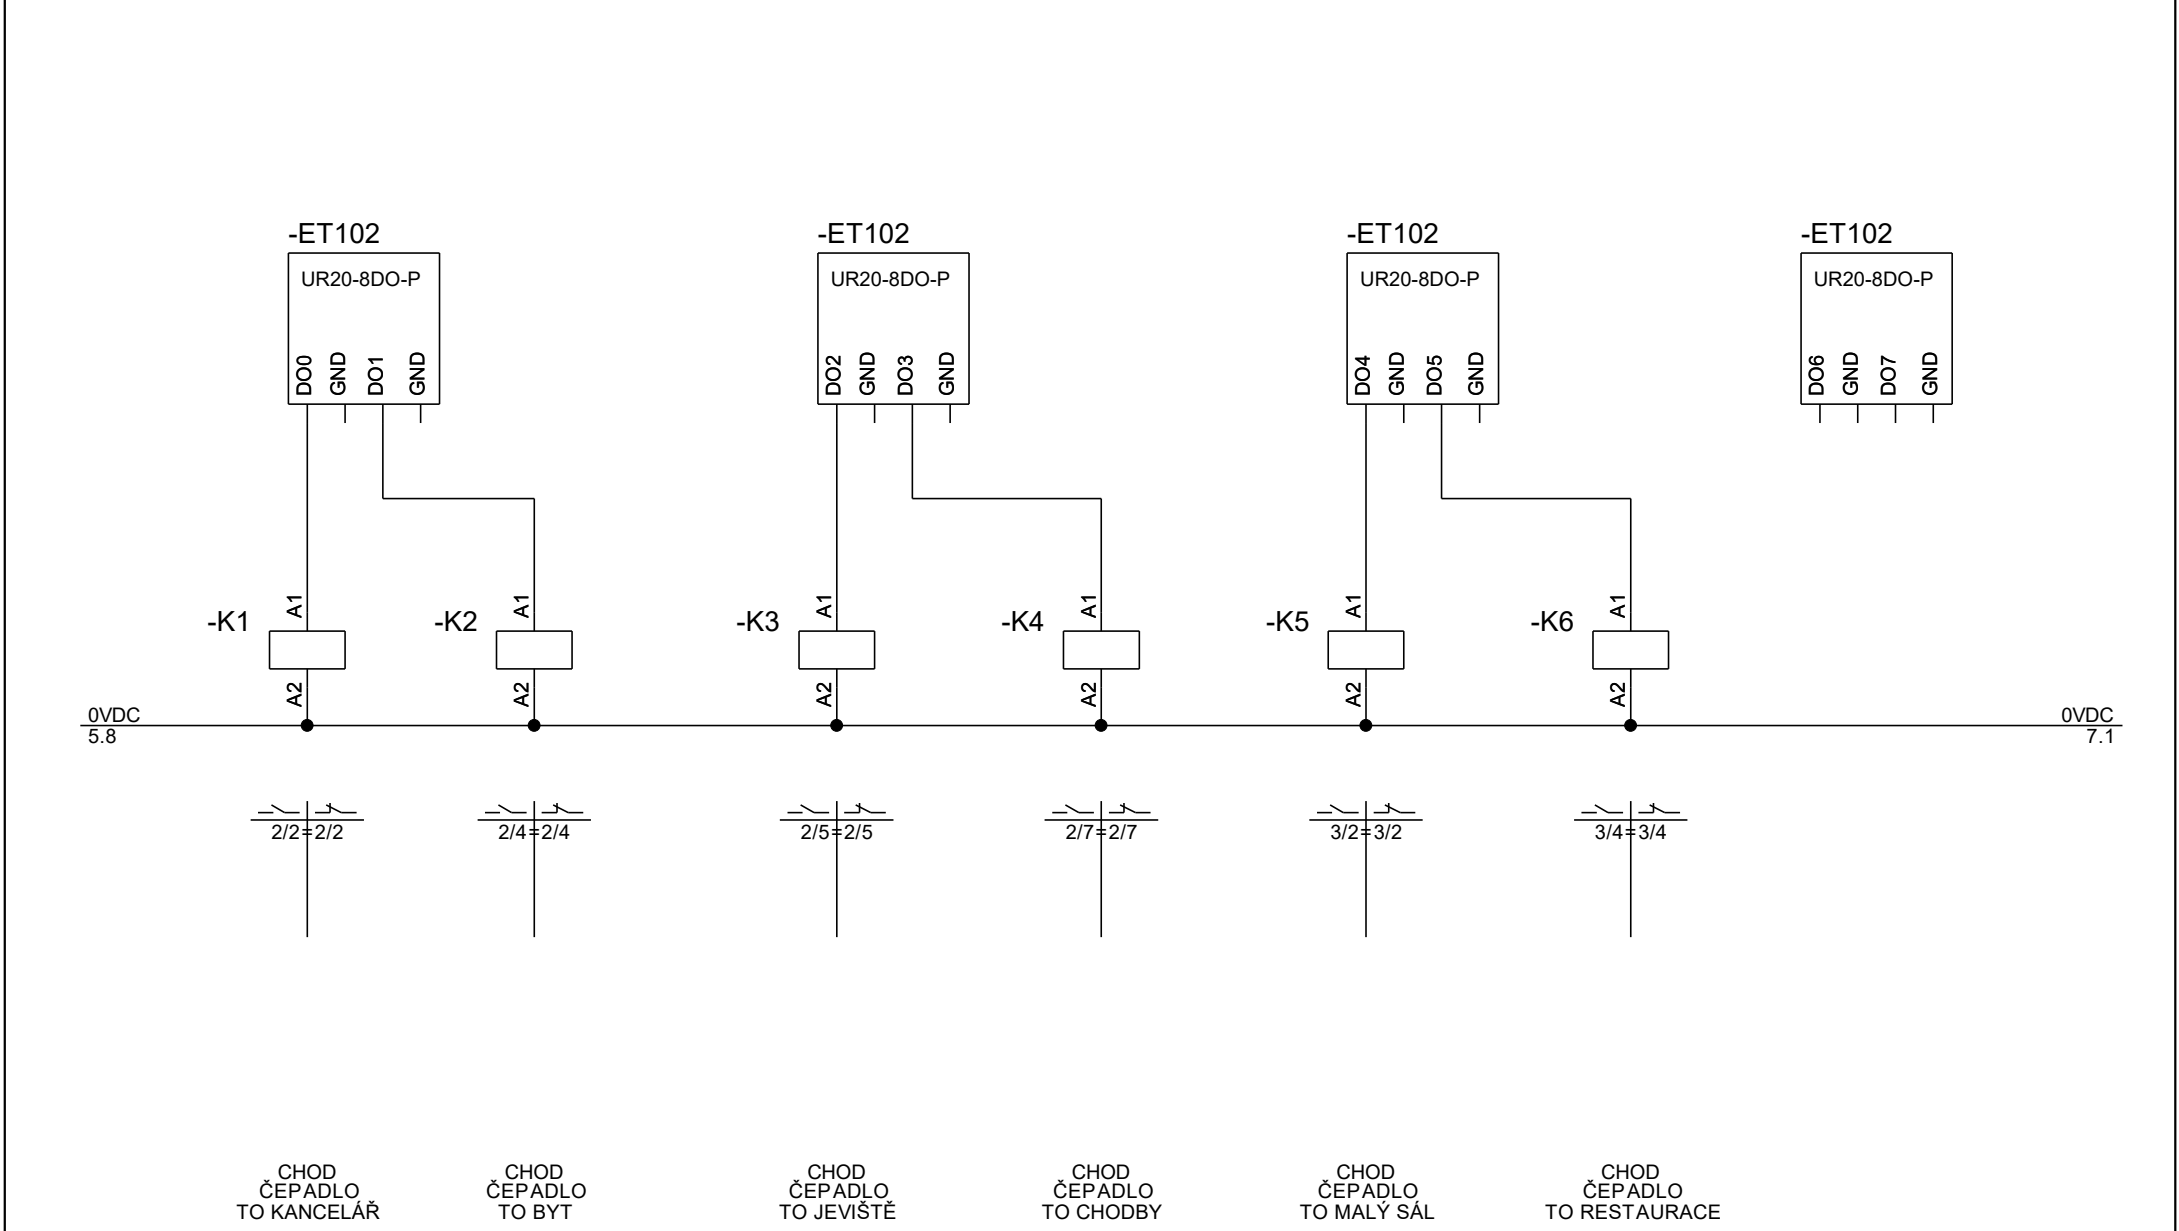 -ET102
UR20-8DO-P
DO0
GND
DO1
GND
-ET102
UR20-8DO-P
DO2
GND
DO3
GND
-ET102
UR20-8DO-P
DO4
GND
DO5
GND
-ET102
UR20-8DO-P
DO6
GND
DO7
GND
-K1
A1
A2
-K2
A1
A2
-K3
A1
A2
-K4
A1
A2
-K5
A1
A2
-K6
A1
A2
0VDC
5.8
0VDC
7.1
2/2=2/2
2/4=2/4
2/5=2/5
2/7=2/7
3/2=3/2
3/4=3/4
CHOD
ČEPADLO
TO KANCELÁŘ
CHOD
ČEPADLO
TO BYT
CHOD
ČEPADLO
TO JEVIŠTĚ
CHOD
ČEPADLO
TO CHODBY
CHOD
ČEPADLO
TO MALÝ SÁL
CHOD
ČEPADLO
TO RESTAURACE